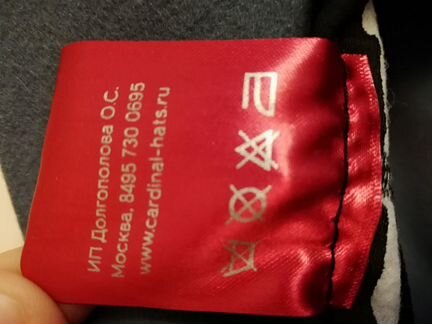 ИП Долгополова О.С.
Москва, 8495 730 0695
www.cardinal-hats.ru